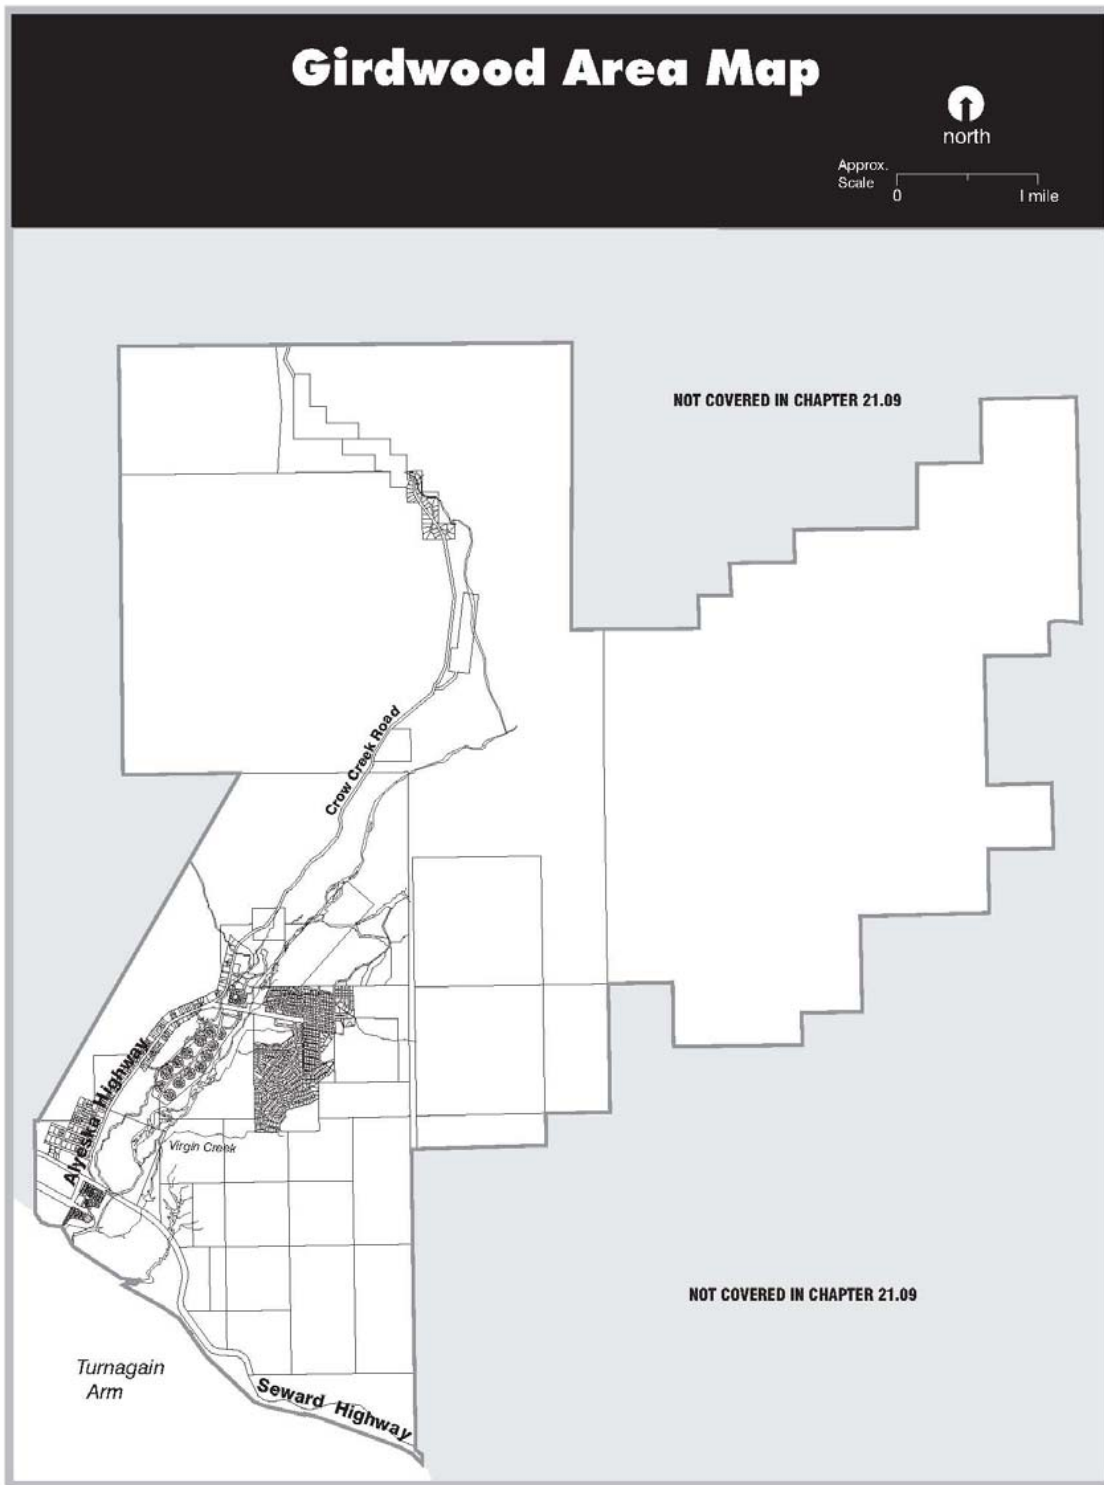 Girdwood Area Map
north
Approx.
Scale
0
1 mile
NOT COVERED IN CHAPTER 21.09
Crow Creek Road
Alyeska Highway
Virgin Creek
NOT COVERED IN CHAPTER 21.09
Turnagain
Arm
Seward Highway